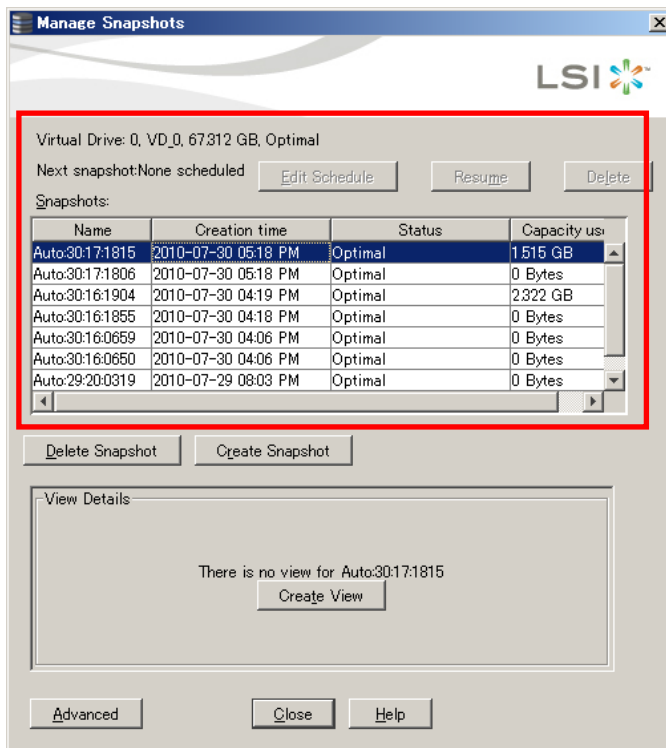 Manage Snapshots
LSI
Virtual Drive: 0, VD_0, 67.312 GB, Optimal
Next snapshot:None scheduled Edit Schedule Resume Delete
Snapshots:
Name Creation time Status Capacity us
Auto:30:17:1815 2010-07-30 05:18 PM Optimal 1.515 GB
Auto:30:17:1806 2010-07-30 05:18 PM Optimal 0 Bytes
Auto:30:16:1904 2010-07-30 04:19 PM Optimal 2.322 GB
Auto:30:16:1855 2010-07-30 04:18 PM Optimal 0 Bytes
Auto:30:16:0659 2010-07-30 04:06 PM Optimal 0 Bytes
Auto:30:16:0650 2010-07-30 04:06 PM Optimal 0 Bytes
Auto:29:20:0319 2010-07-29 08:03 PM Optimal 0 Bytes
Delete Snapshot Create Snapshot
View Details
There is no view for Auto:30:17:1815
Create View
Advanced Close Help